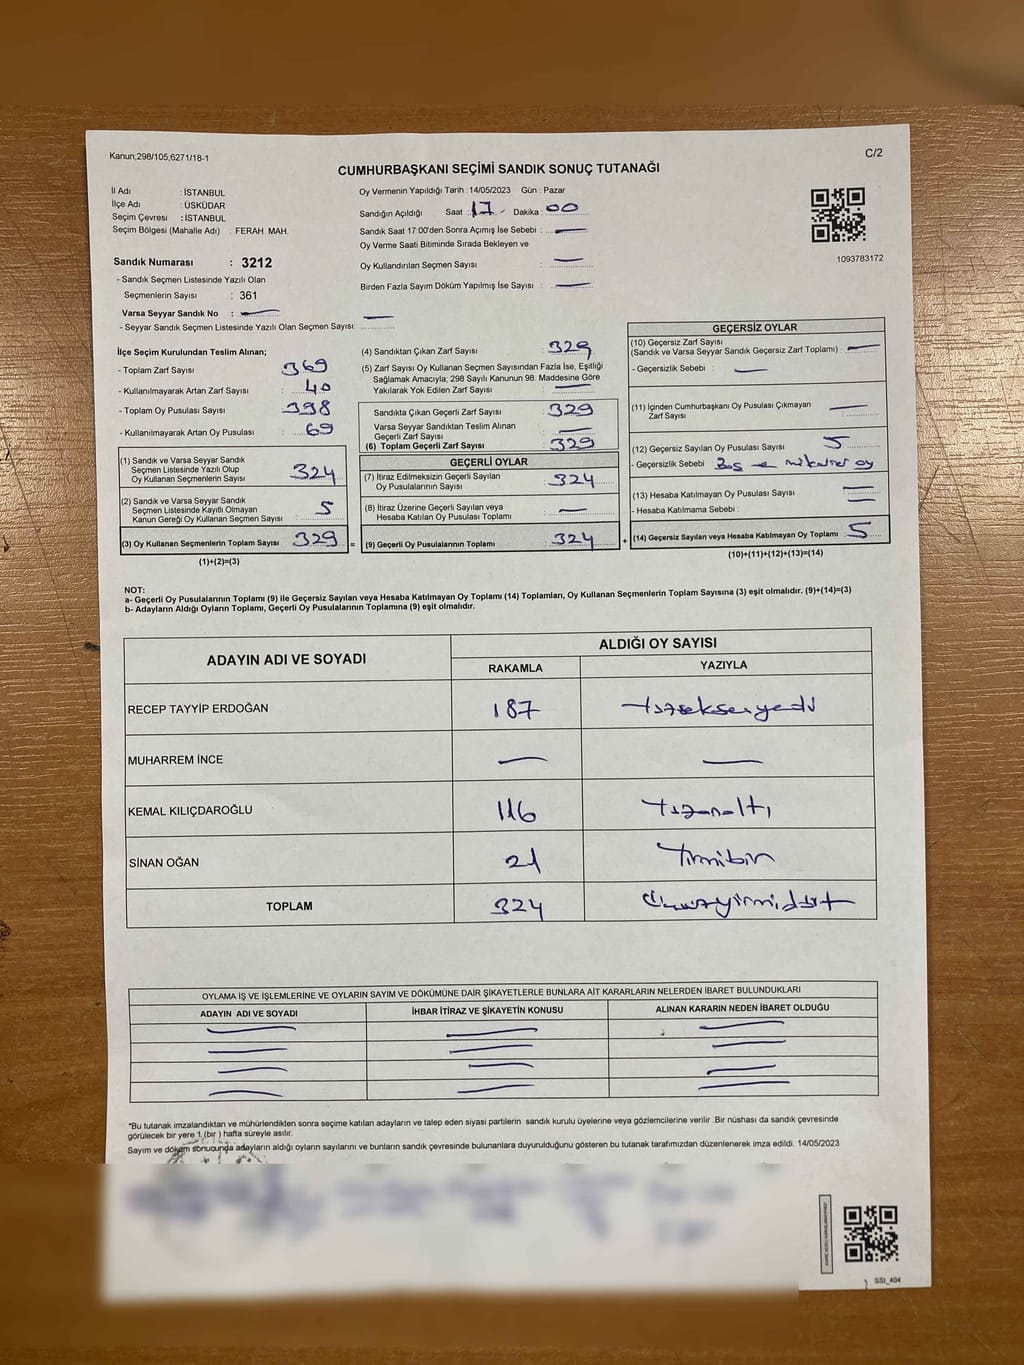 Kanun;298/105;6271/18-1
C/2
CUMHURBAŞKANI SEÇİMİ SANDIK SONUÇ TUTANAĞI
İl Adı : İSTANBUL
İlçe Adı : ÜSKÜDAR
Seçim Çevresi : İSTANBUL
Seçim Bölgesi (Mahalle Adı) : FERAH MAH.
Sandık Numarası : 3212
- Sandık Seçmen Listesinde Yazılı Olan
Seçmenlerin Sayısı : 361
Varsa Seyyar Sandık No : —
- Seyyar Sandık Seçmen Listesinde Yazılı Olan Seçmen Sayısı: —
Oy Vermenin Yapıldığı Tarih : 14/05/2023 Gün : Pazar
Sandığın Açıldığı Saat : 17 Dakika : 00
Sandık Saat 17:00'den Sonra Açımış İse Sebebi : —
Oy Verme Saati Bitiminde Sırada Bekleyen ve
Oy Kullandırılan Seçmen Sayısı : —
Birden Fazla Sayım Döküm Yapılmış İse Sayısı : —
1093783172
İlçe Seçim Kurulundan Teslim Alınan;
- Toplam Zarf Sayısı : 369
- Kullanılmayarak Artan Zarf Sayısı : 40
- Toplam Oy Pusulası Sayısı : 398
- Kullanılmayarak Artan Oy Pusulası : 69
(1) Sandık ve Varsa Seyyar Sandık
Seçmen Listesinde Yazılı Olup
Oy Kullanan Seçmenlerin Sayısı : 324
(2) Sandık ve Varsa Seyyar Sandık
Seçmen Listesinde Kayıtlı Olmayan
Kanun Gereği Oy Kullanan Seçmen Sayısı : 5
(3) Oy Kullanan Seçmenlerin Toplam Sayısı : 329 =
(1)+(2)=(3)
(4) Sandıktan Çıkan Zarf Sayısı : 329
(5) Zarf Sayısı Oy Kullanan Seçmen Sayısından Fazla İse, Eşitliği
Sağlamak Amacıyla; 298 Sayılı Kanunun 98. Maddesine Göre
Yakılarak Yok Edilen Zarf Sayısı : —
Sandıkta Çıkan Geçerli Zarf Sayısı : 329
Varsa Seyyar Sandıktan Teslim Alınan
Geçerli Zarf Sayısı : —
(6) Toplam Geçerli Zarf Sayısı : 329
GEÇERLİ OYLAR
(7) İtiraz Edilmeksizin Geçerli Sayılan
Oy Pusulalarının Sayısı : 324
(8) İtiraz Üzerine Geçerli Sayılan veya
Hesaba Katılan Oy Pusulaları Toplamı : —
(9) Geçerli Oy Pusulalarının Toplamı : 324 +
GEÇERSİZ OYLAR
(10) Geçersiz Zarf Sayısı
(Sandık ve Varsa Seyyar Sandık Geçersiz Zarf Toplamı) : —
- Geçersizlik Sebebi : —
(11) İçinden Cumhurbaşkanı Oy Pusulası Çıkmayan
Zarf Sayısı : —
(12) Geçersiz Sayılan Oy Pusulası Sayısı : 5
- Geçersizlik Sebebi Boş ve mükerrer oy
(13) Hesaba Katılmayan Oy Pusulası Sayısı : —
- Hesaba Katılmama Sebebi : —
(14) Geçersiz Sayılan veya Hesaba Katılmayan Oy Toplamı : 5
(10)+(11)+(12)+(13)=(14)
NOT:
a- Geçerli Oy Pusulalarının Toplamı (9) ile Geçersiz Sayılan veya Hesaba Katılmayan Oy Toplamı (14) Toplamları, Oy Kullanan Seçmenlerin Toplam Sayısına (3) eşit olmalıdır. (9)+(14)=(3)
b- Adayların Aldığı Oyların Toplamı, Geçerli Oy Pusulalarının Toplamına (9) eşit olmalıdır.
ADAYIN ADI VE SOYADI ALDIĞI OY SAYISI
RAKAMLA YAZIYLA
RECEP TAYYİP ERDOĞAN 187 Yüzseksenyedi
MUHARREM İNCE — —
KEMAL KILIÇDAROĞLU 116 Yüzonaltı
SİNAN OĞAN 21 Yirmibir
TOPLAM 324 Üçyüzyirmidört
OYLAMA İŞ VE İŞLEMLERİNE VE OYLARIN SAYIM VE DÖKÜMÜNE DAİR ŞİKAYETLERLE BUNLARA AİT KARARLARIN NELERDEN İBARET BULUNDUKLARI
ADAYIN ADI VE SOYADI İHBAR İTİRAZ VE ŞİKAYETİN KONUSU ALINAN KARARIN NEDEN İBARET OLDUĞU
*Bu tutanak imzalandıktan ve mühürlendikten sonra seçime katılan adayların ve talep eden siyasi partilerin sandık kurulu üyelerine veya gözlemcilerine verilir .Bir nüshası da sandık çevresinde
görülecek bir yere 1 (bir ) hafta süreyle asılır.
Sayım ve döküm sonucunda adayların aldığı oyların sayılarını ve bunların sandık çevresinde bulunanlara duyurulduğunu gösteren bu tutanak tarafımızdan düzenlenerek imza edildi. 14/05/2023
SSI_404